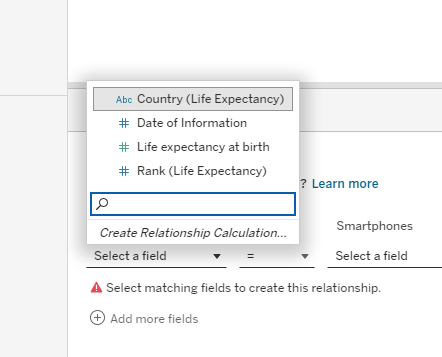 Abc Country (Life Expectancy)
# Date of Information
# Life expectancy at birth
# Rank (Life Expectancy)
? Learn more
Create Relationship Calculation...
Smartphones
Select a field = Select a field
Select matching fields to create this relationship.
Add more fields